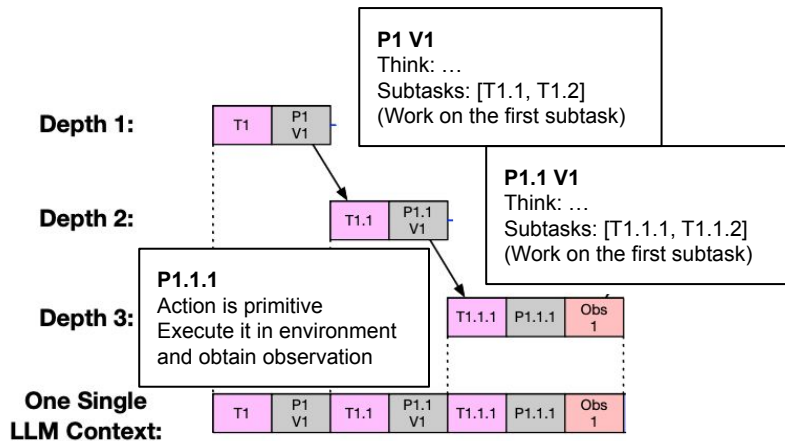 P1 V1
Think: …
Subtasks: [T1.1, T1.2]
(Work on the first subtask)
Depth 1:
T1
P1
V1
P1.1 V1
Think: …
Subtasks: [T1.1.1, T1.1.2]
(Work on the first subtask)
Depth 2:
T1.1
P1.1
V1
P1.1.1
Action is primitive
Execute it in environment
and obtain observation
Depth 3:
T1.1.1
P1.1.1
Obs
1
One Single
LLM Context:
T1
P1
V1
T1.1
P1.1
V1
T1.1.1
P1.1.1
Obs
1